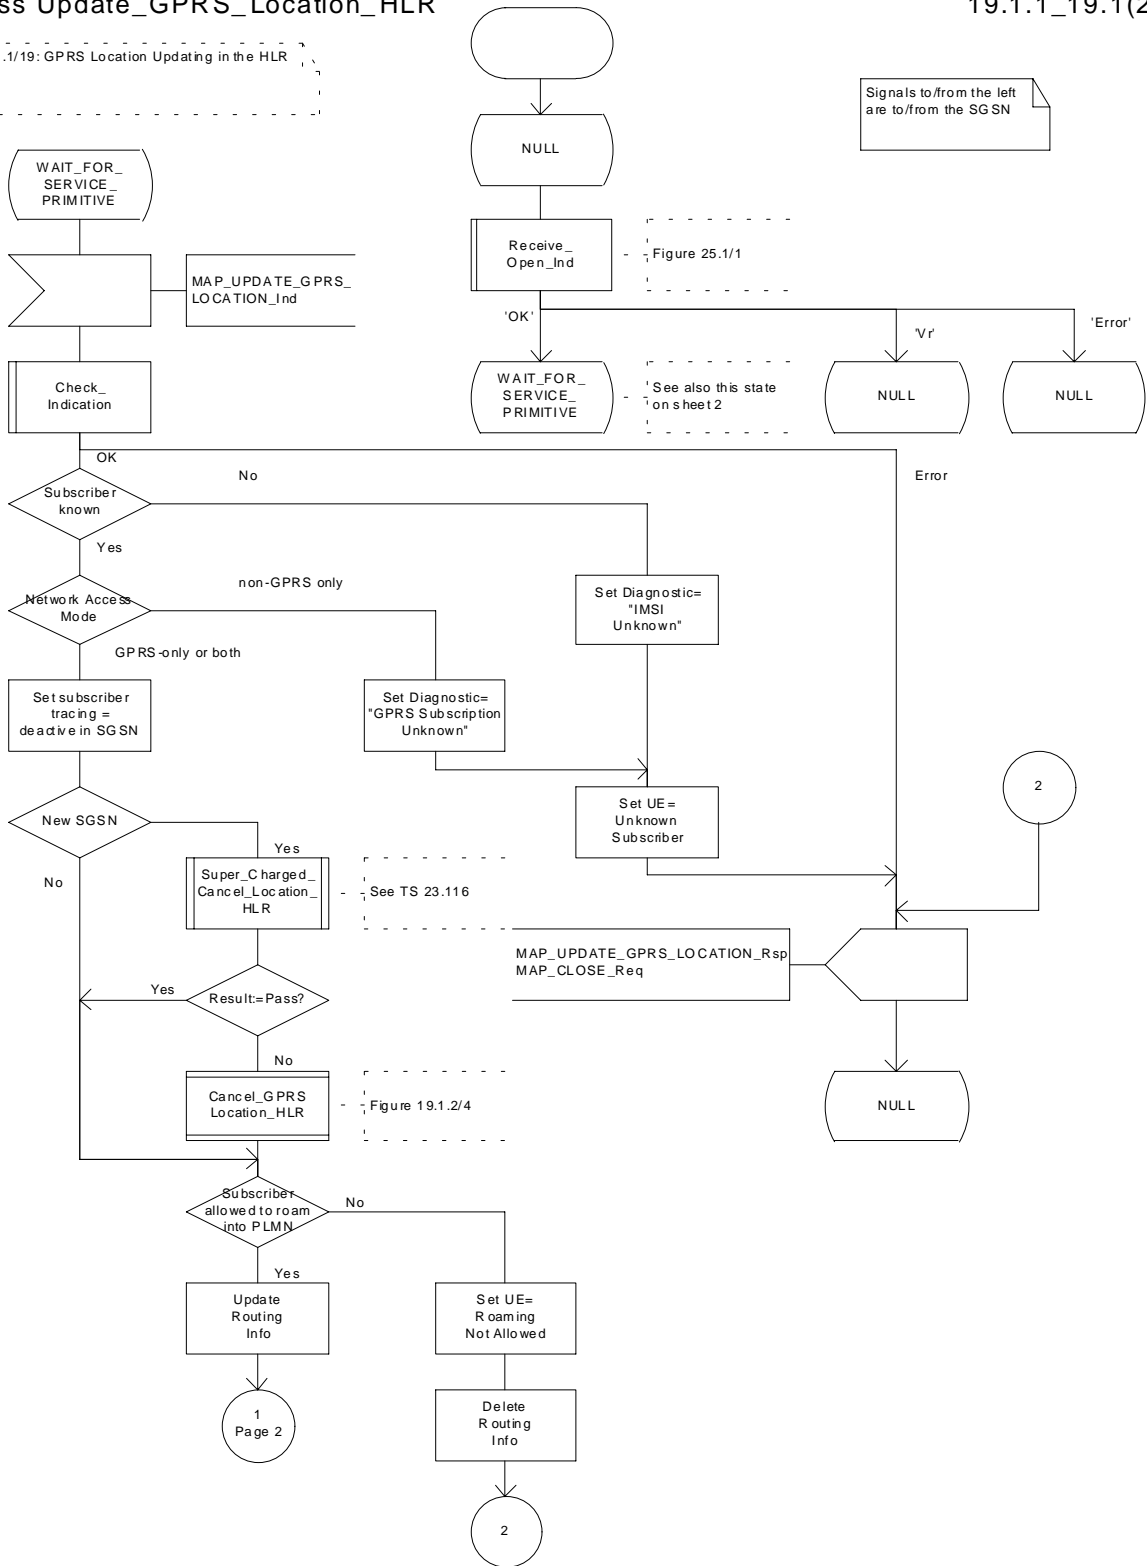 ss Update_GPRS_Location_HLR
19.1.1_19.1(2
.1/19: GPRS Location Updating in the HLR
Signals to/from the left
are to/from the SGSN
NULL
WAIT_FOR_
SERVICE_
PRIMITIVE
Receive_
Open_Ind
Figure 25.1/1
MAP_UPDATE_GPRS_
LOCATION_Ind
'OK'
'Vr'
'Error'
Check_
Indication
WAIT_FOR_
SERVICE_
PRIMITIVE
See also this state
on sheet 2
NULL
NULL
OK
No
Error
Subscriber
known
Yes
non-GPRS only
Network Access
Mode
Set Diagnostic=
"IMSI
Unknown"
GPRS-only or both
Set subscriber
tracing =
deactive in SGSN
Set Diagnostic=
"GPRS Subscription
Unknown"
2
New SGSN
Set UE=
Unknown
Subscriber
Yes
No
Super_Charged_
Cancel_Location_
HLR
See TS 23.116
MAP_UPDATE_GPRS_LOCATION_Rsp
MAP_CLOSE_Req
Yes
Result:=Pass?
No
Cancel_GPRS
Location_HLR
Figure 19.1.2/4
NULL
Subscriber
allowed to roam
into PLMN
No
Yes
Update
Routing
Info
Set UE=
Roaming
Not Allowed
1
Page 2
Delete
Routing
Info
2